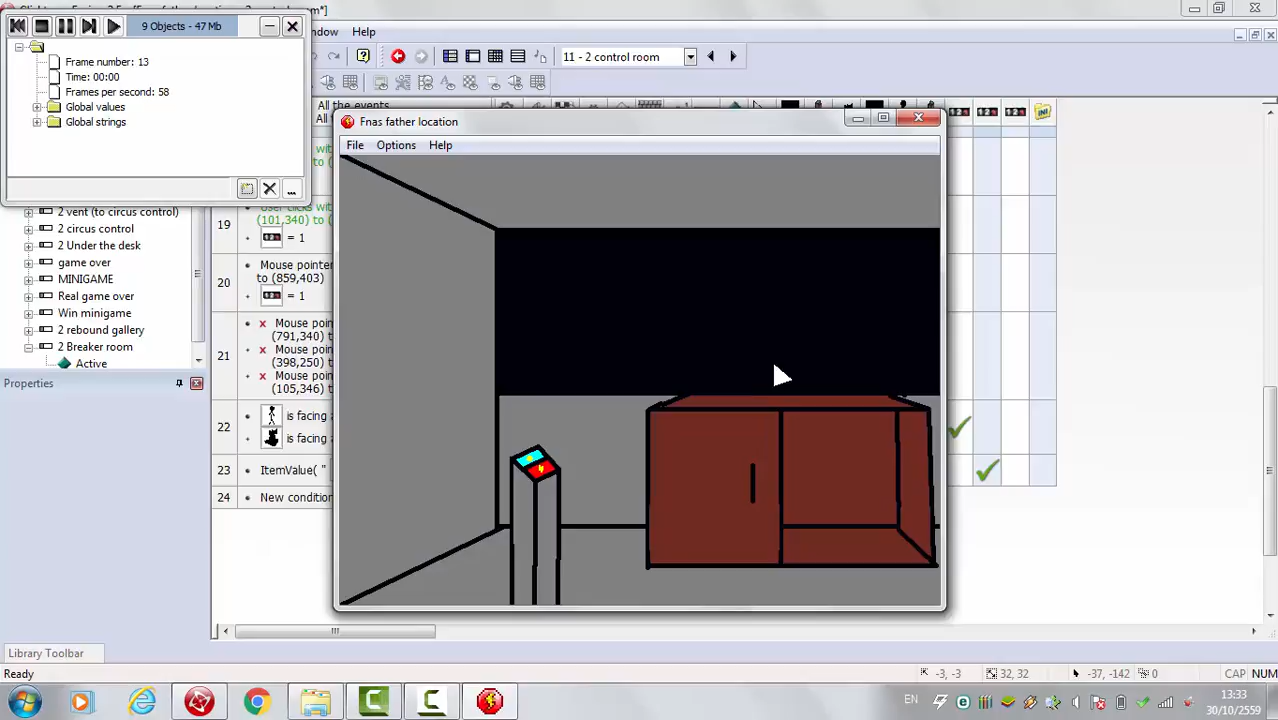 9 Objects - 47 Mb
Help
Frame number: 13
Time: 00:00
Frames per second: 58
Global values
Global strings
11 - 2 control room
All the events
Fnas father location
File Options Help
2 vent (to circus control)
2 circus control
2 Under the desk
game over
MINIGAME
Real game over
Win minigame
2 rebound gallery
2 Breaker room
Active
Properties
19
(101,340) to (
= 1
20
Mouse pointer
to (859,403)
= 1
21
Mouse poin
(791,340) t
Mouse poin
(398,250) t
Mouse poin
(105,346) t
22
is facing a
is facing a
23
ItemValue( "
24
New condition
Library Toolbar
Ready
-3, -3
32, 32
-37, -142
0
CAP
NUM
EN
13:33
30/10/2559